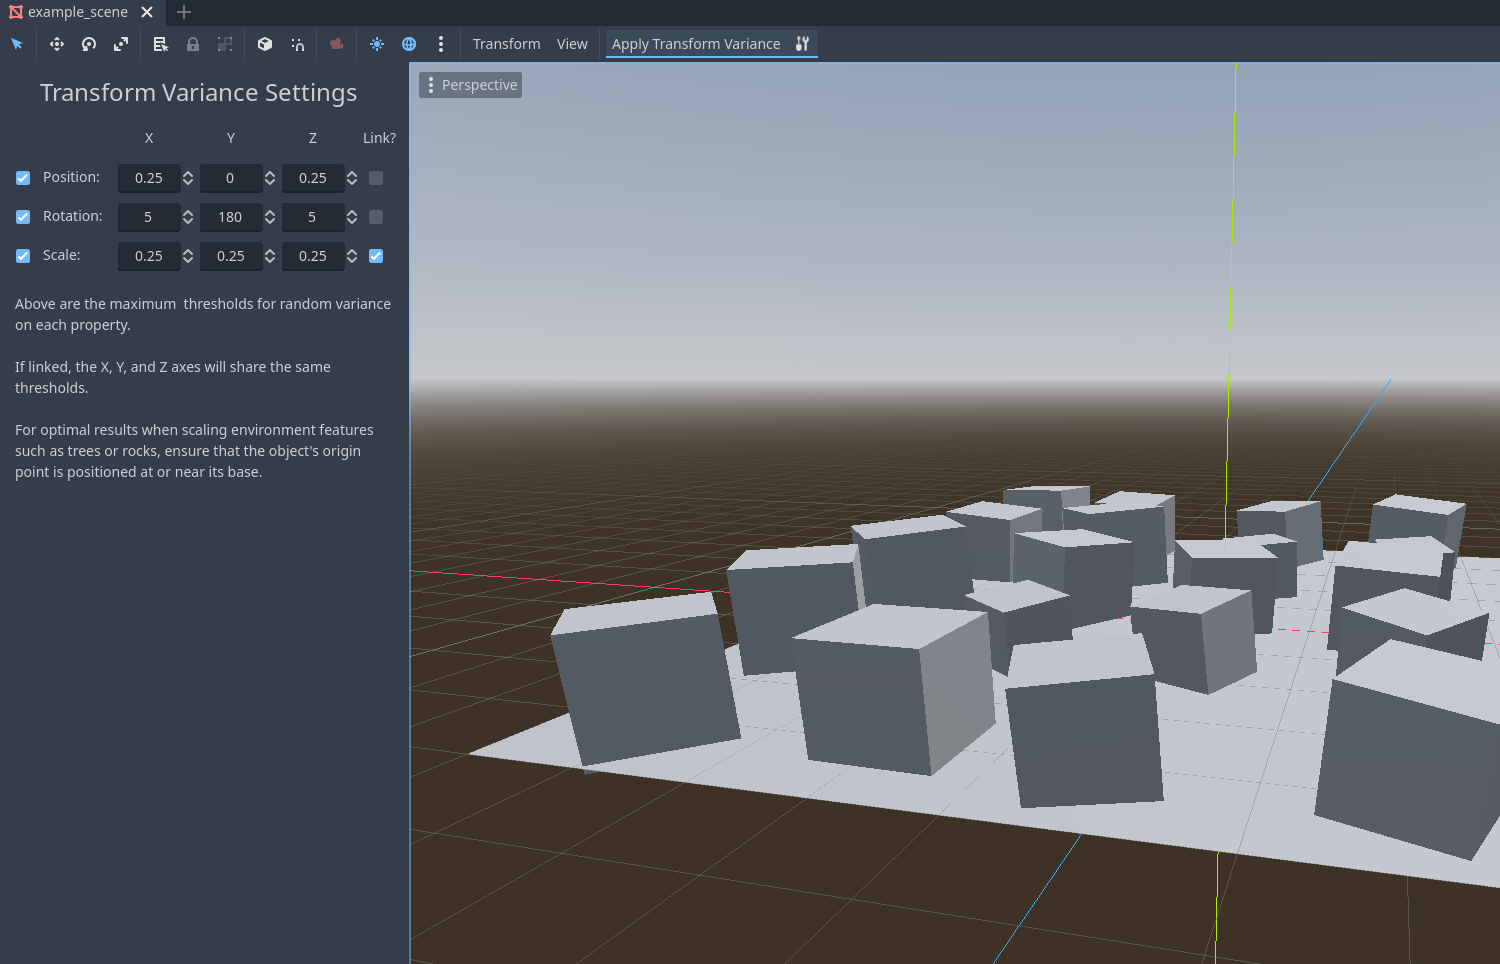 example_scene
Transform View Apply Transform Variance
Transform Variance Settings
Perspective
X Y Z Link?
Position: 0.25 0 0.25
Rotation: 5 180 5
Scale: 0.25 0.25 0.25
Above are the maximum  thresholds for random variance
on each property.
If linked, the X, Y, and Z axes will share the same
thresholds.
For optimal results when scaling environment features
such as trees or rocks, ensure that the object's origin
point is positioned at or near its base.